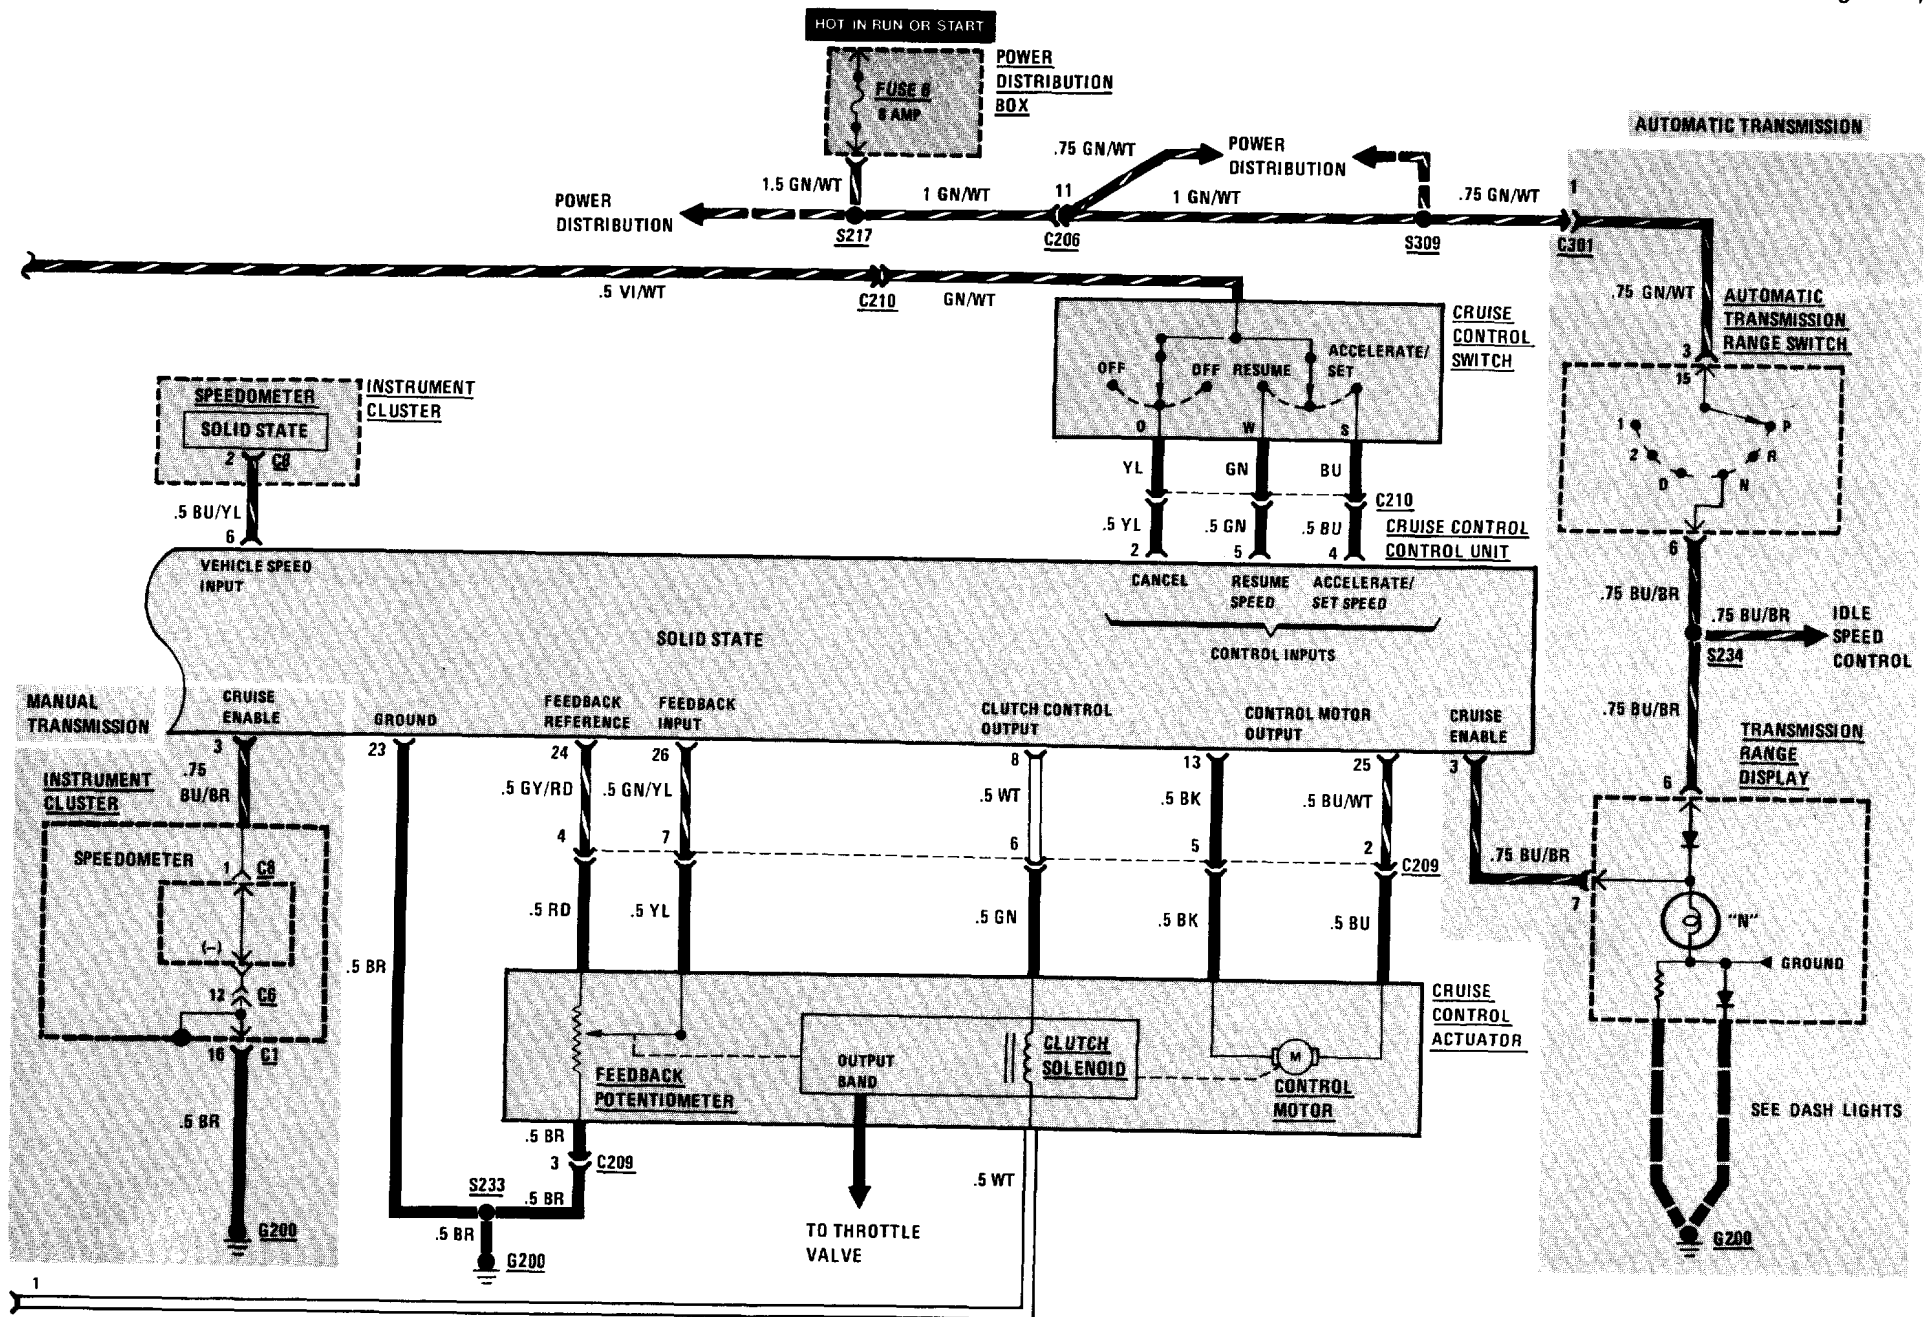 HOT IN RUN OR START
POWER
DISTRIBUTION
BOX
FUSE 6
8 AMP
AUTOMATIC TRANSMISSION
.75 GN/WT
POWER
DISTRIBUTION
1.5 GN/WT
1 GN/WT
11
1 GN/WT
.75 GN/WT
1
POWER
DISTRIBUTION
S217
C206
S309
C301
.5 VI/WT
C210
GN/WT
.75 GN/WT
AUTOMATIC
TRANSMISSION
RANGE SWITCH
CRUISE
CONTROL
SWITCH
ACCELERATE/
SET
OFF
OFF
RESUME
O
W
S
3
15
1
2
D
N
R
P
6
INSTRUMENT
CLUSTER
SPEEDOMETER
SOLID STATE
2
C8
.5 BU/YL
6
YL
GN
BU
C210
.5 YL
.5 GN
.5 BU
CRUISE CONTROL
CONTROL UNIT
2
5
4
VEHICLE SPEED
INPUT
CANCEL
RESUME
SPEED
ACCELERATE/
SET SPEED
SOLID STATE
CONTROL INPUTS
.75 BU/BR
.75 BU/BR
IDLE
SPEED
CONTROL
S234
.75 BU/BR
MANUAL
TRANSMISSION
CRUISE
ENABLE
GROUND
FEEDBACK
REFERENCE
FEEDBACK
INPUT
CLUTCH CONTROL
OUTPUT
CONTROL MOTOR
OUTPUT
CRUISE
ENABLE
TRANSMISSION
RANGE
DISPLAY
3
23
24
26
8
13
25
3
6
INSTRUMENT
CLUSTER
.75
BU/BR
.5 GY/RD
.5 GN/YL
.5 WT
.5 BK
.5 BU/WT
4
7
6
5
2
C209
.75 BU/BR
7
SPEEDOMETER
1
C8
(–)
12
C6
16
C1
.5 BR
G200
.5 BR
.5 RD
.5 YL
.5 GN
.5 BK
.5 BU
"N"
GROUND
CRUISE
CONTROL
ACTUATOR
FEEDBACK
POTENTIOMETER
OUTPUT
BAND
CLUTCH
SOLENOID
M
CONTROL
MOTOR
SEE DASH LIGHTS
.5 BR
3
C209
S233
.5 BR
.5 BR
G200
.5 WT
TO THROTTLE
VALVE
G200
1